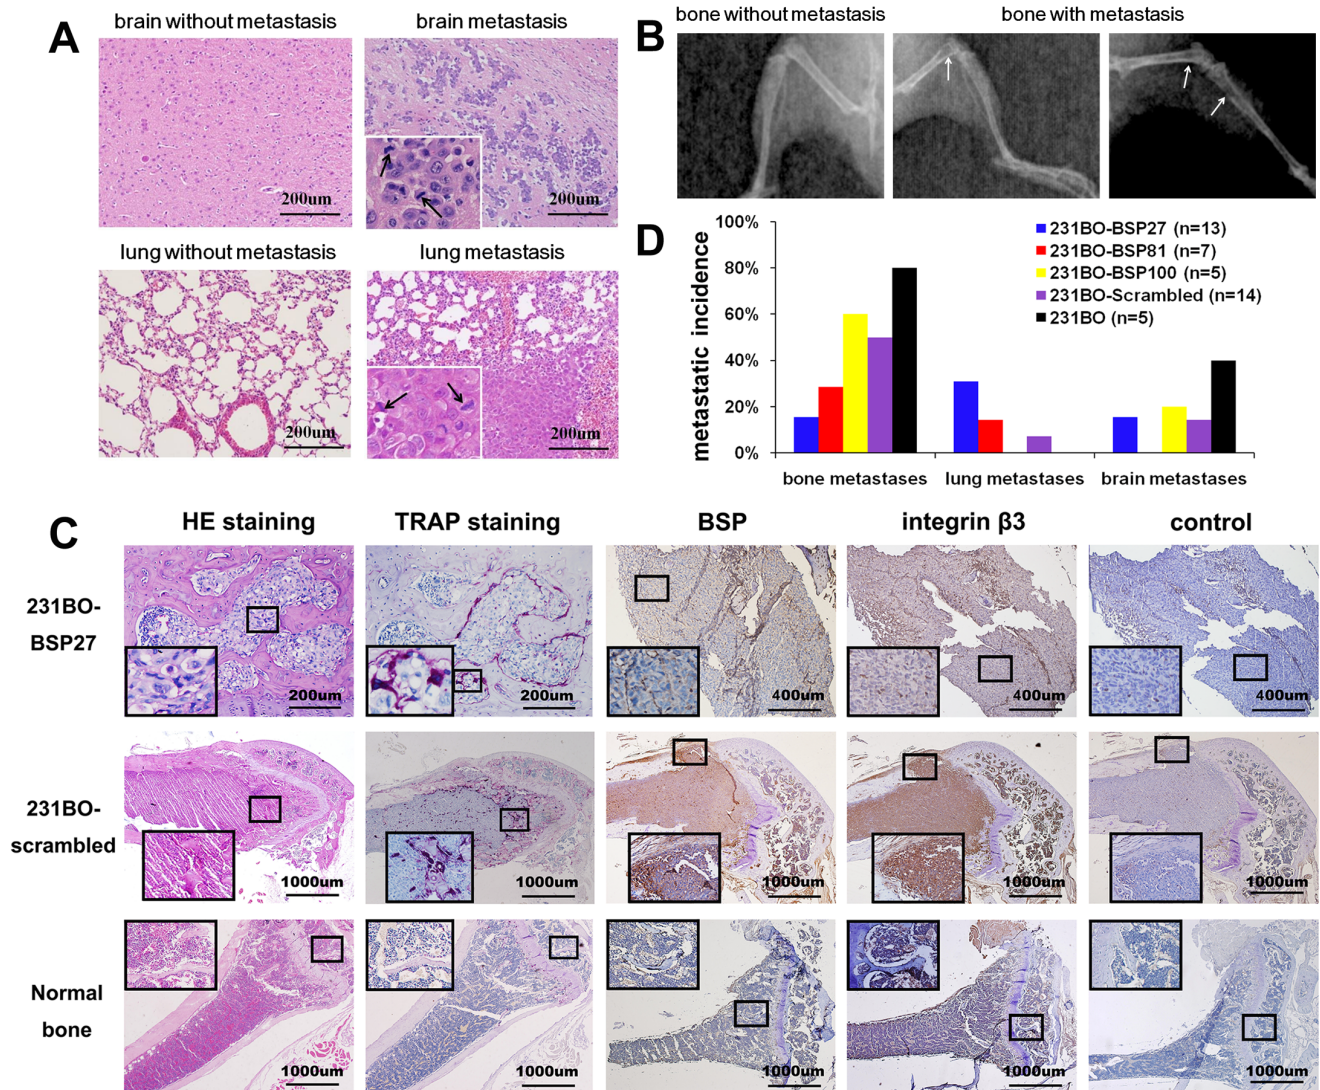 A
brain without metastasis
brain metastasis
200um
200um
lung without metastasis
lung metastasis
200um
200um
B
bone without metastasis
bone with metastasis
D
metastatic incidence
100%
80%
60%
40%
20%
0%
231BO-BSP27 (n=13)
231BO-BSP81 (n=7)
231BO-BSP100 (n=5)
231BO-Scrambled (n=14)
231BO (n=5)
bone metastases
lung metastases
brain metastases
C
HE staining
TRAP staining
BSP
integrin β3
control
231BO-
BSP27
200um
200um
400um
400um
400um
231BO-
scrambled
1000um
1000um
1000um
1000um
1000um
Normal
bone
1000um
1000um
1000um
1000um
1000um